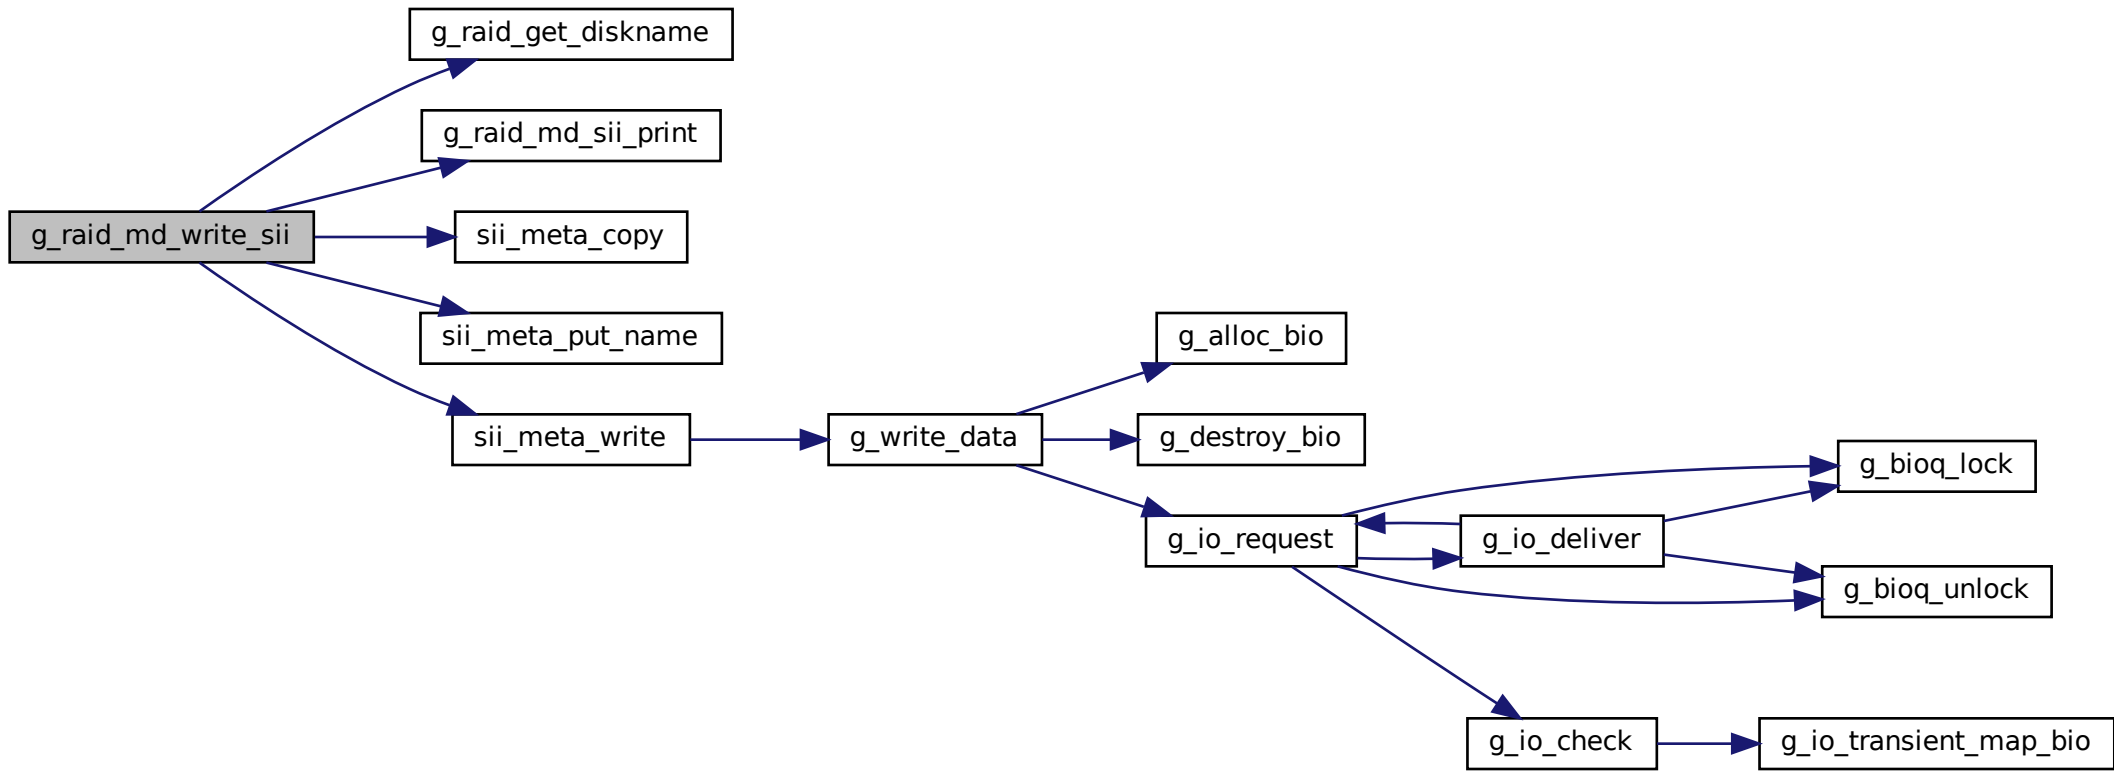 g_raid_get_diskname
g_raid_md_sii_print
g_raid_md_write_sii
sii_meta_copy
sii_meta_put_name
sii_meta_write
g_write_data
g_alloc_bio
g_destroy_bio
g_io_request
g_io_deliver
g_bioq_lock
g_bioq_unlock
g_io_check
g_io_transient_map_bio